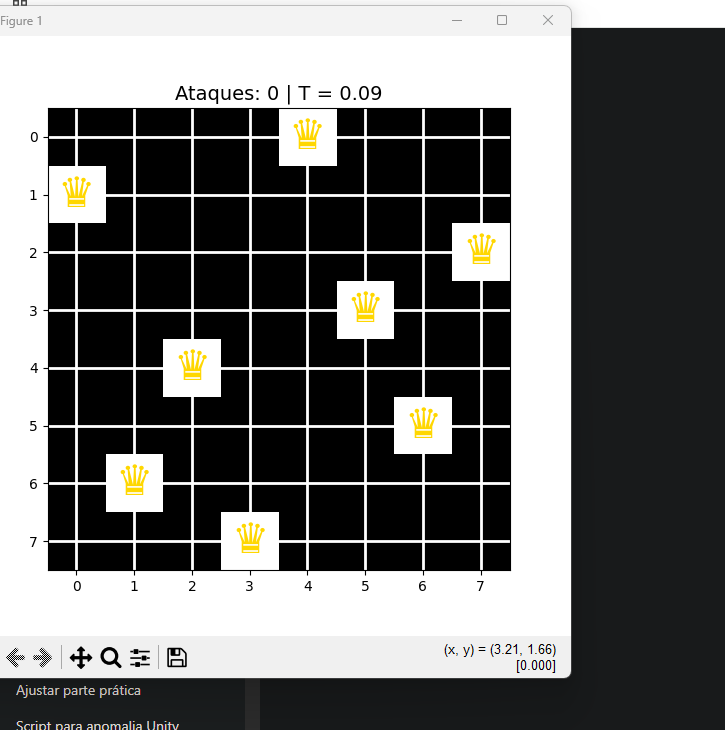 Figure 1
Ataques: 0 | T = 0.09
0
1
2
3
4
5
6
7
0 1 2 3 4 5 6 7
(x, y) = (3.21, 1.66)
[0.000]
Ajustar parte prática
Script para anomalia Unity